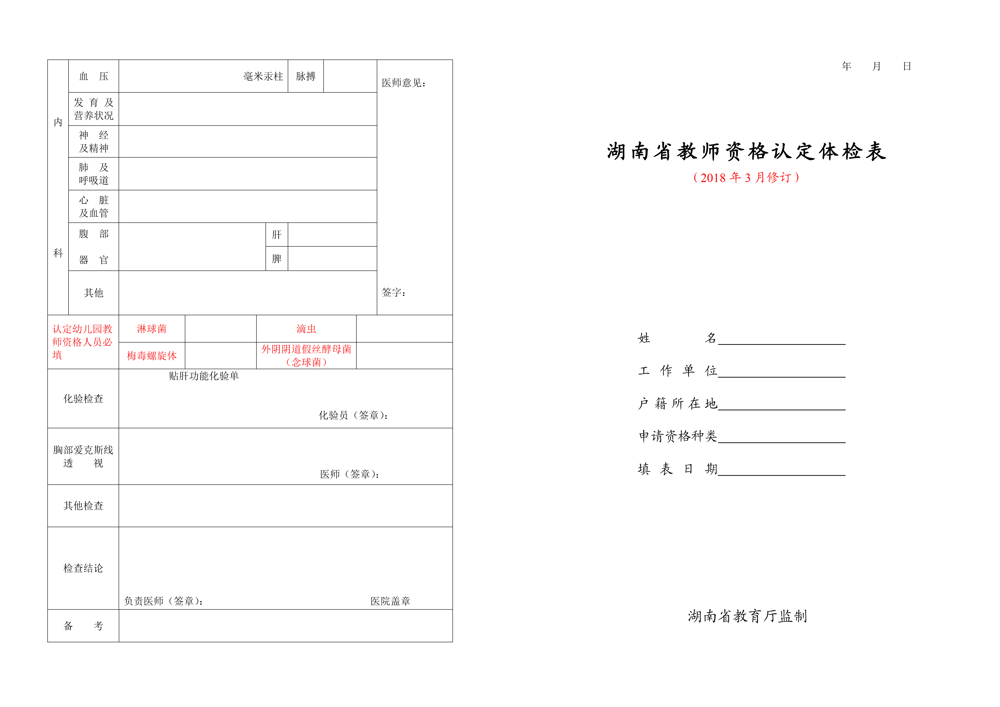 血 压
毫米汞柱
脉搏
医师意见：
发 育 及
营养状况
内
神 经
及精神
肺 及
呼吸道
心 脏
及血管
腹 部
器 官
肝
脾
科
其他
签字：
认定幼儿园教
师资格人员必
填
淋球菌
滴虫
梅毒螺旋体
外阴阴道假丝酵母菌
（念球菌）
化验检查
贴肝功能化验单
化验员（签章）：
胸部爱克斯线
透 视
医师（签章）：
其他检查
检查结论
负责医师（签章）：
医院盖章
备 考
年 月 日
湖南省教师资格认定体检表
（2018 年 3 月修订）
姓 名
工 作 单 位
户 籍 所 在 地
申请资格种类
填 表 日 期
湖南省教育厅监制